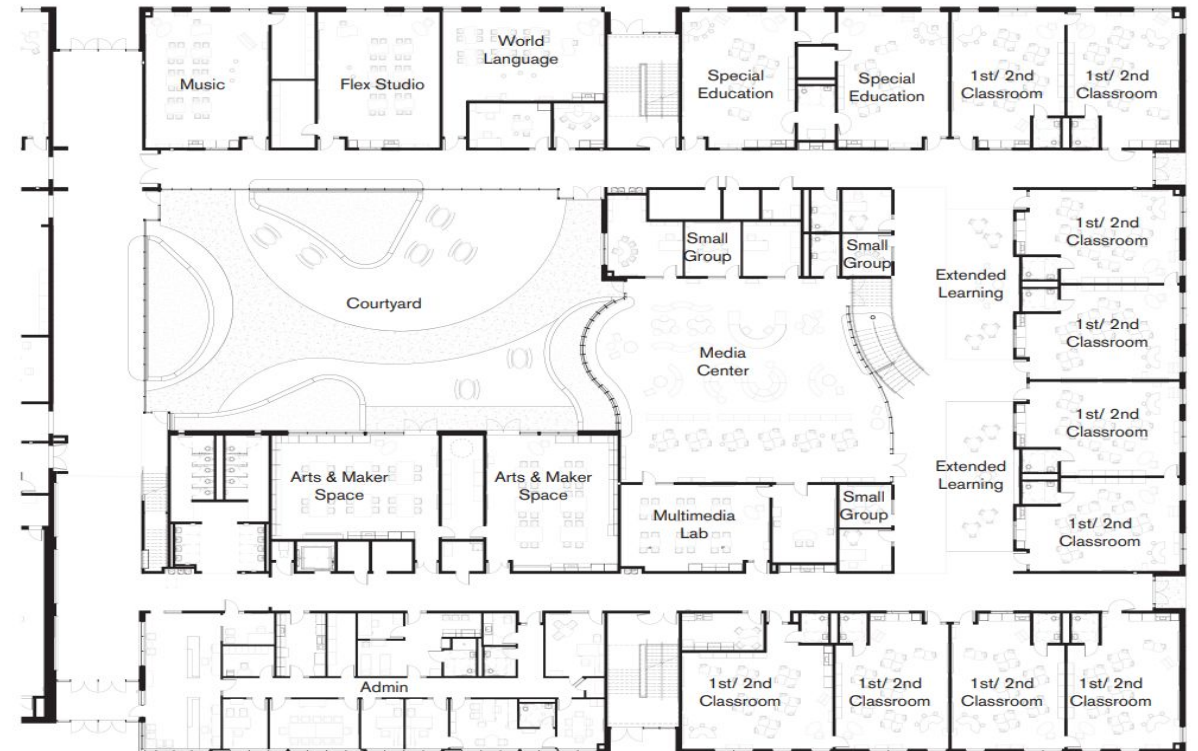 Music
Flex Studio
World
Language
Special
Education
Special
Education
1st/ 2nd
Classroom
1st/ 2nd
Classroom
Courtyard
Small
Group
Small
Group
Extended
Learning
1st/ 2nd
Classroom
1st/ 2nd
Classroom
Media
Center
1st/ 2nd
Classroom
Arts & Maker
Space
Arts & Maker
Space
Multimedia
Lab
Small
Group
Extended
Learning
1st/ 2nd
Classroom
Admin
1st/ 2nd
Classroom
1st/ 2nd
Classroom
1st/ 2nd
Classroom
1st/ 2nd
Classroom